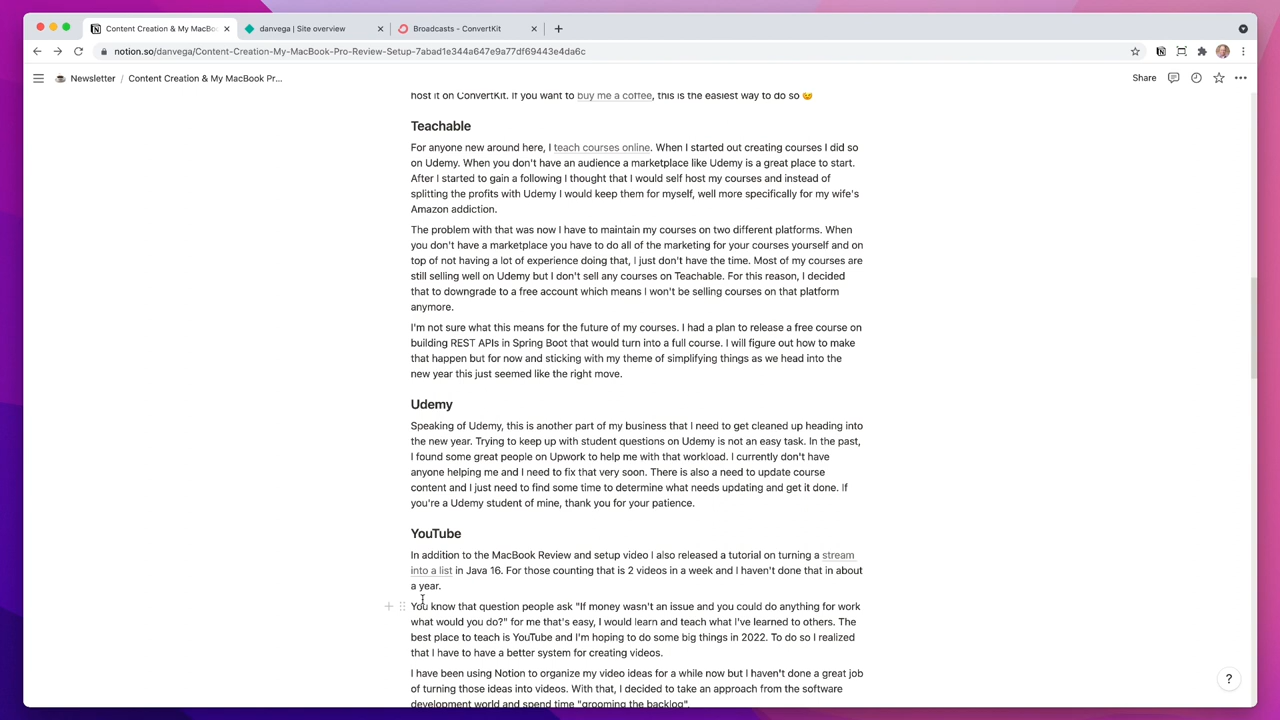 Content Creation & My MacBo
danvega | Site overview
Broadcasts - ConvertKit
notion.so/danvega/Content-Creation-My-MacBook-Pro-Review-Setup-7abad1e344a647e9a77df69443e4da6c
Newsletter / Content Creation & My MacBook Pr...
Share
host it on ConvertKit. If you want to buy me a coffee, this is the easiest way to do so 😉
Teachable
For anyone new around here, I teach courses online. When I started out creating courses I did so
on Udemy. When you don't have an audience a marketplace like Udemy is a great place to start.
After I started to gain a following I thought that I would self host my courses and instead of
splitting the profits with Udemy I would keep them for myself, well more specifically for my wife's
Amazon addiction.
The problem with that was now I have to maintain my courses on two different platforms. When
you don't have a marketplace you have to do all of the marketing for your courses yourself and on
top of not having a lot of experience doing that, I just don't have the time. Most of my courses are
still selling well on Udemy but I don't sell any courses on Teachable. For this reason, I decided
that to downgrade to a free account which means I won't be selling courses on that platform
anymore.
I'm not sure what this means for the future of my courses. I had a plan to release a free course on
building REST APIs in Spring Boot that would turn into a full course. I will figure out how to make
that happen but for now and sticking with my theme of simplifying things as we head into the
new year this just seemed like the right move.
Udemy
Speaking of Udemy, this is another part of my business that I need to get cleaned up heading into
the new year. Trying to keep up with student questions on Udemy is not an easy task. In the past,
I found some great people on Upwork to help me with that workload. I currently don't have
anyone helping me and I need to fix that very soon. There is also a need to update course
content and I just need to find some time to determine what needs updating and get it done. If
you're a Udemy student of mine, thank you for your patience.
YouTube
In addition to the MacBook Review and setup video I also released a tutorial on turning a stream
into a list in Java 16. For those counting that is 2 videos in a week and I haven't done that in about
a year.
You know that question people ask "If money wasn't an issue and you could do anything for work
what would you do?" for me that's easy, I would learn and teach what I've learned to others. The
best place to teach is YouTube and I'm hoping to do some big things in 2022. To do so I realized
that I have to have a better system for creating videos.
I have been using Notion to organize my video ideas for a while now but I haven't done a great job
of turning those ideas into videos. With that, I decided to take an approach from the software
development world and spend time "grooming the backlog".
?